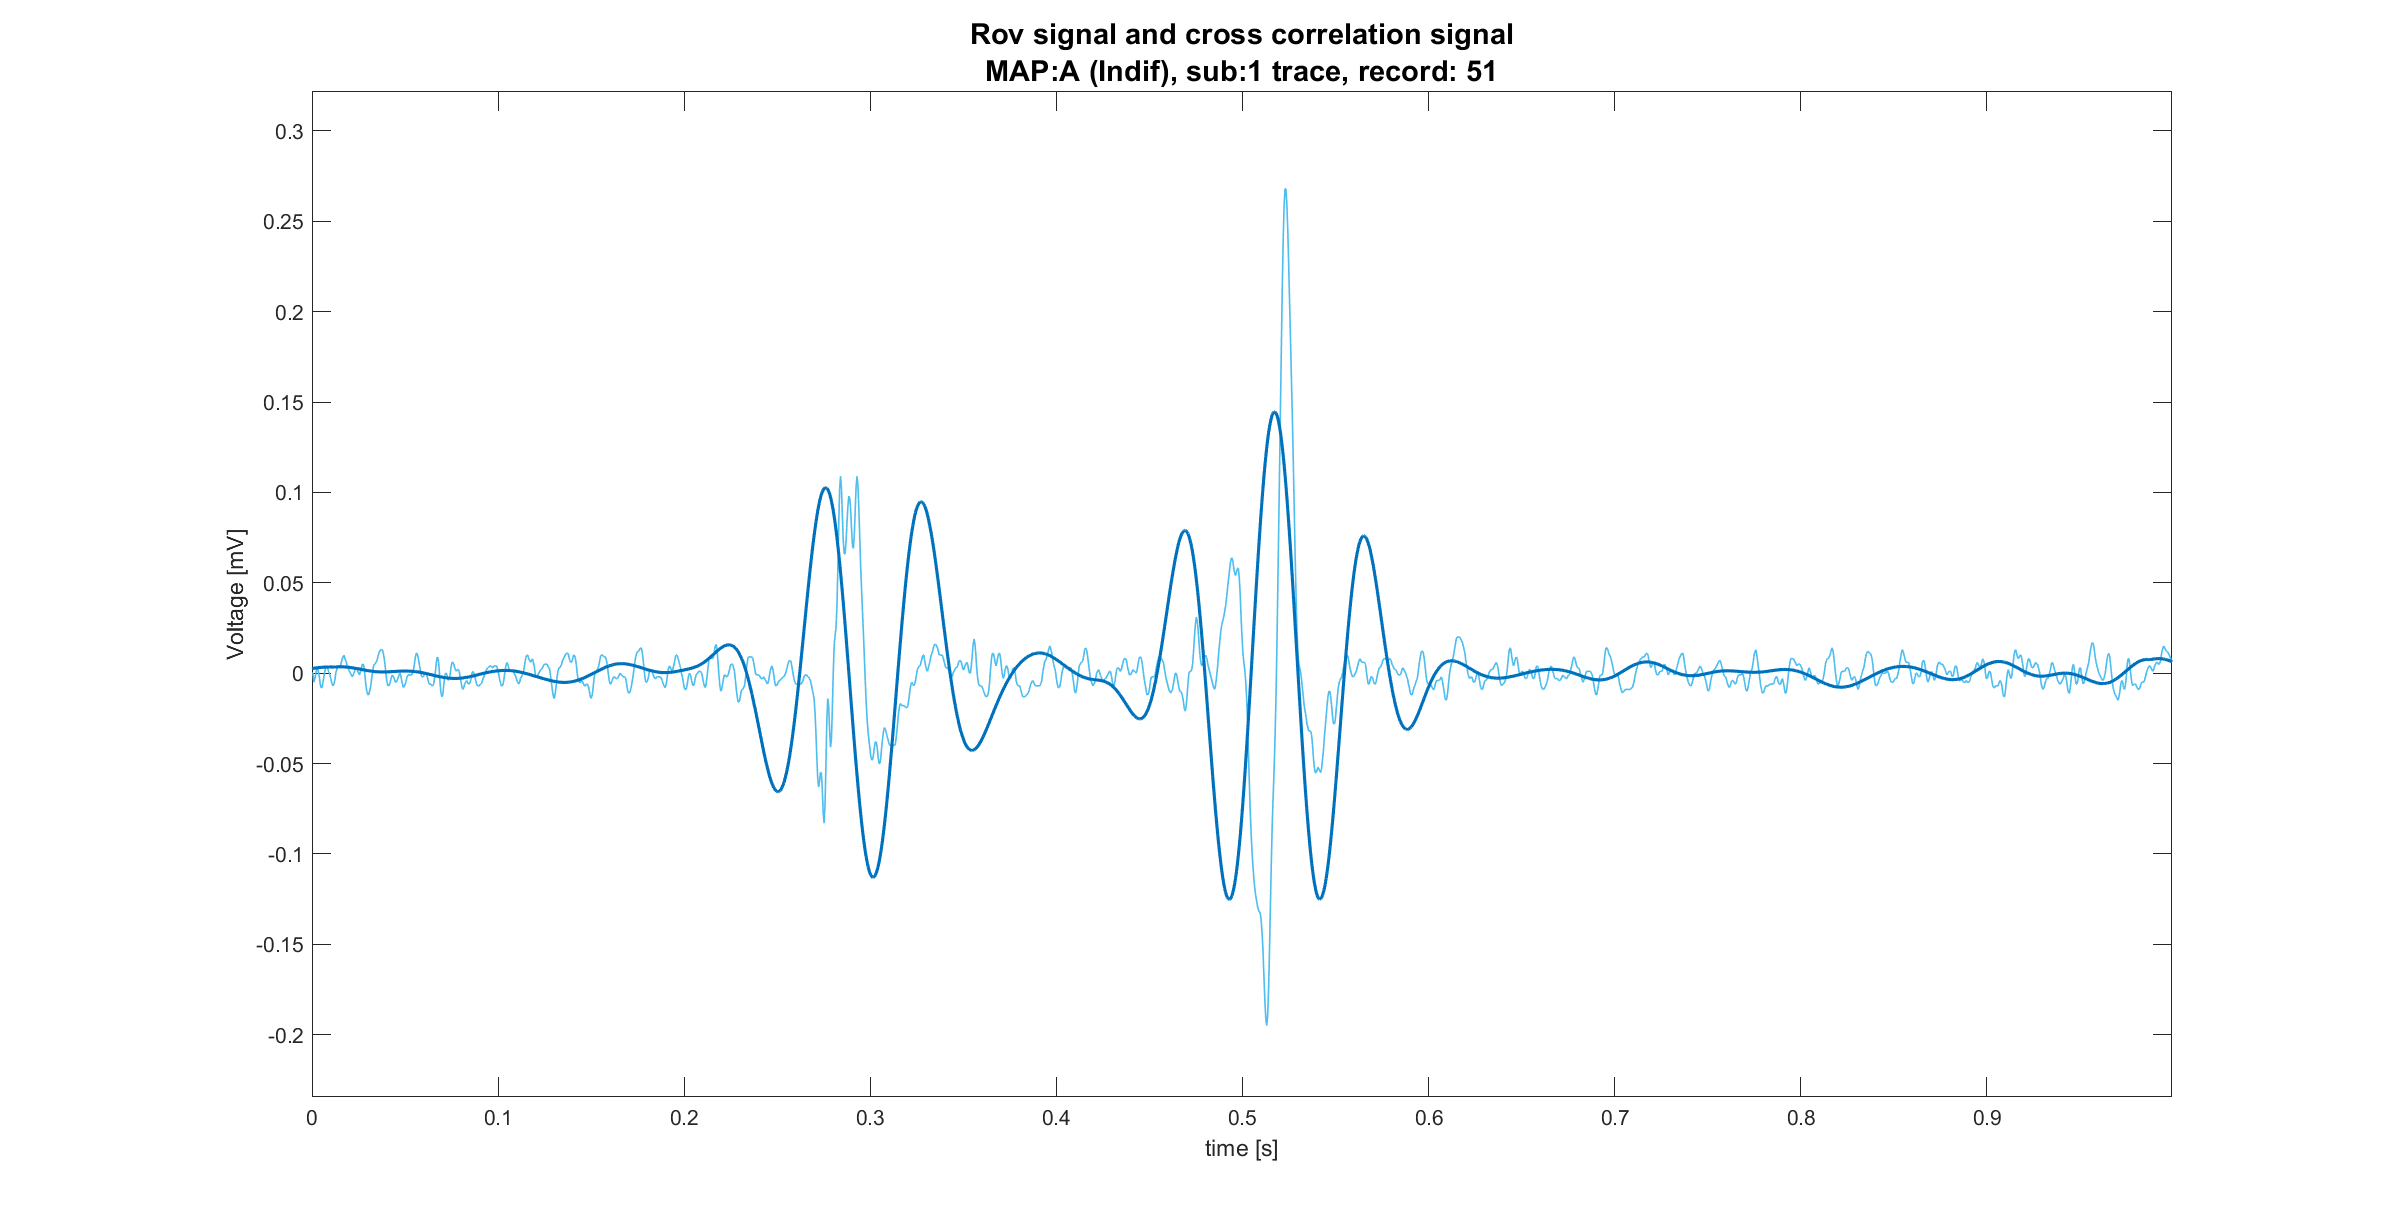 Rov signal and cross correlation signal
MAP:A (Indif), sub:1 trace, record: 51
Voltage [mV]
0.3
0.25
0.2
0.15
0.1
0.05
0
-0.05
-0.1
-0.15
-0.2
0 0.1 0.2 0.3 0.4 0.5 0.6 0.7 0.8 0.9
time [s]